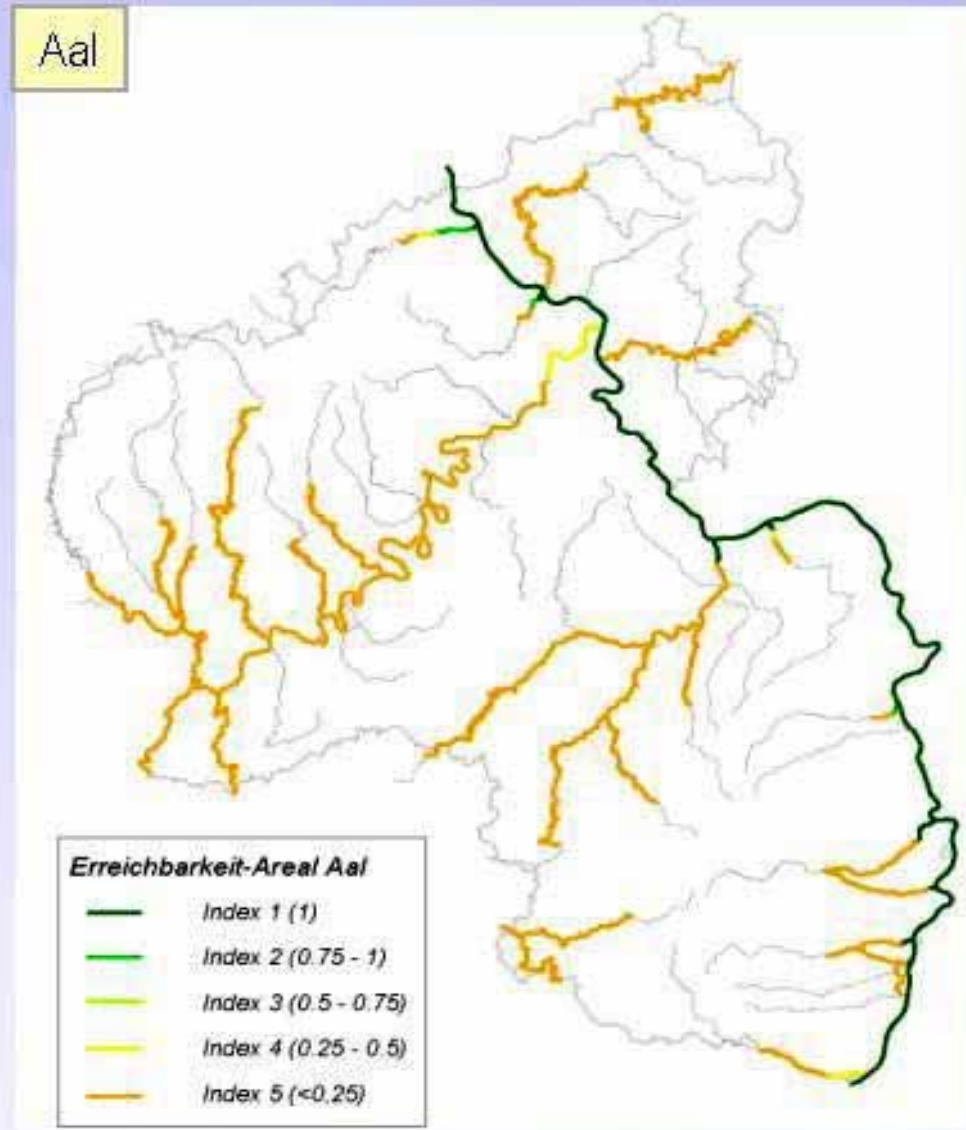 Aal
Erreichbarkeit-Areal Aal
Index 1 (1)
Index 2 (0.75 - 1)
Index 3 (0.5 - 0.75)
Index 4 (0.25 - 0.5)
Index 5 (<0,25)